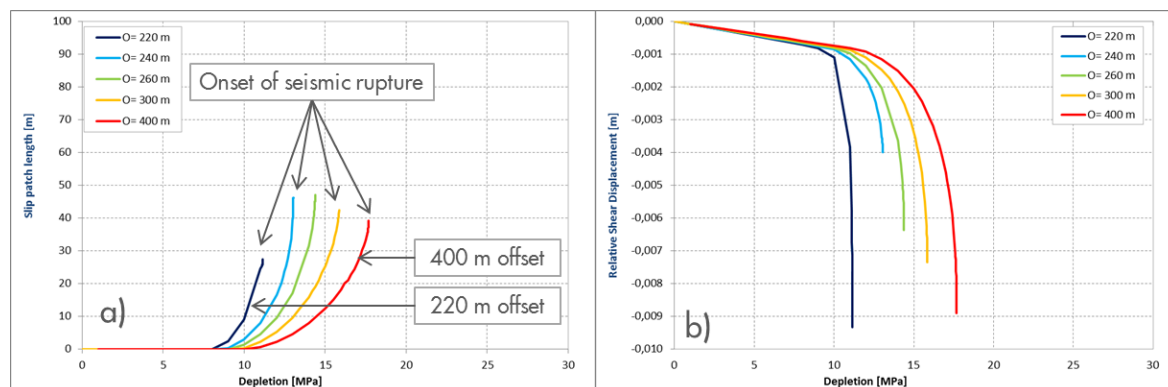 100
90
80
70
60
50
40
30
20
10
0
Slip patch length [m]
O= 220 m
O= 240 m
O= 260 m
O= 300 m
O= 400 m
Onset of seismic rupture
400 m offset
220 m offset
a)
0 5 10 15 20 25 30
Depletion [MPa]
0,000
-0,001
-0,002
-0,003
-0,004
-0,005
-0,006
-0,007
-0,008
-0,009
-0,010
Relative Shear Displacement [m]
O= 220 m
O= 240 m
O= 260 m
O= 300 m
O= 400 m
b)
0 5 10 15 20 25 30
Depletion [MPa]